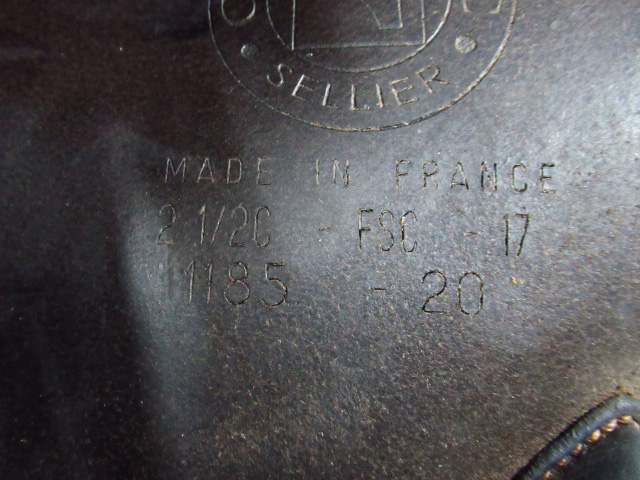 SELLIER
MADE IN FRANCE
2 1/2C - FSC - 17
1185 - 20